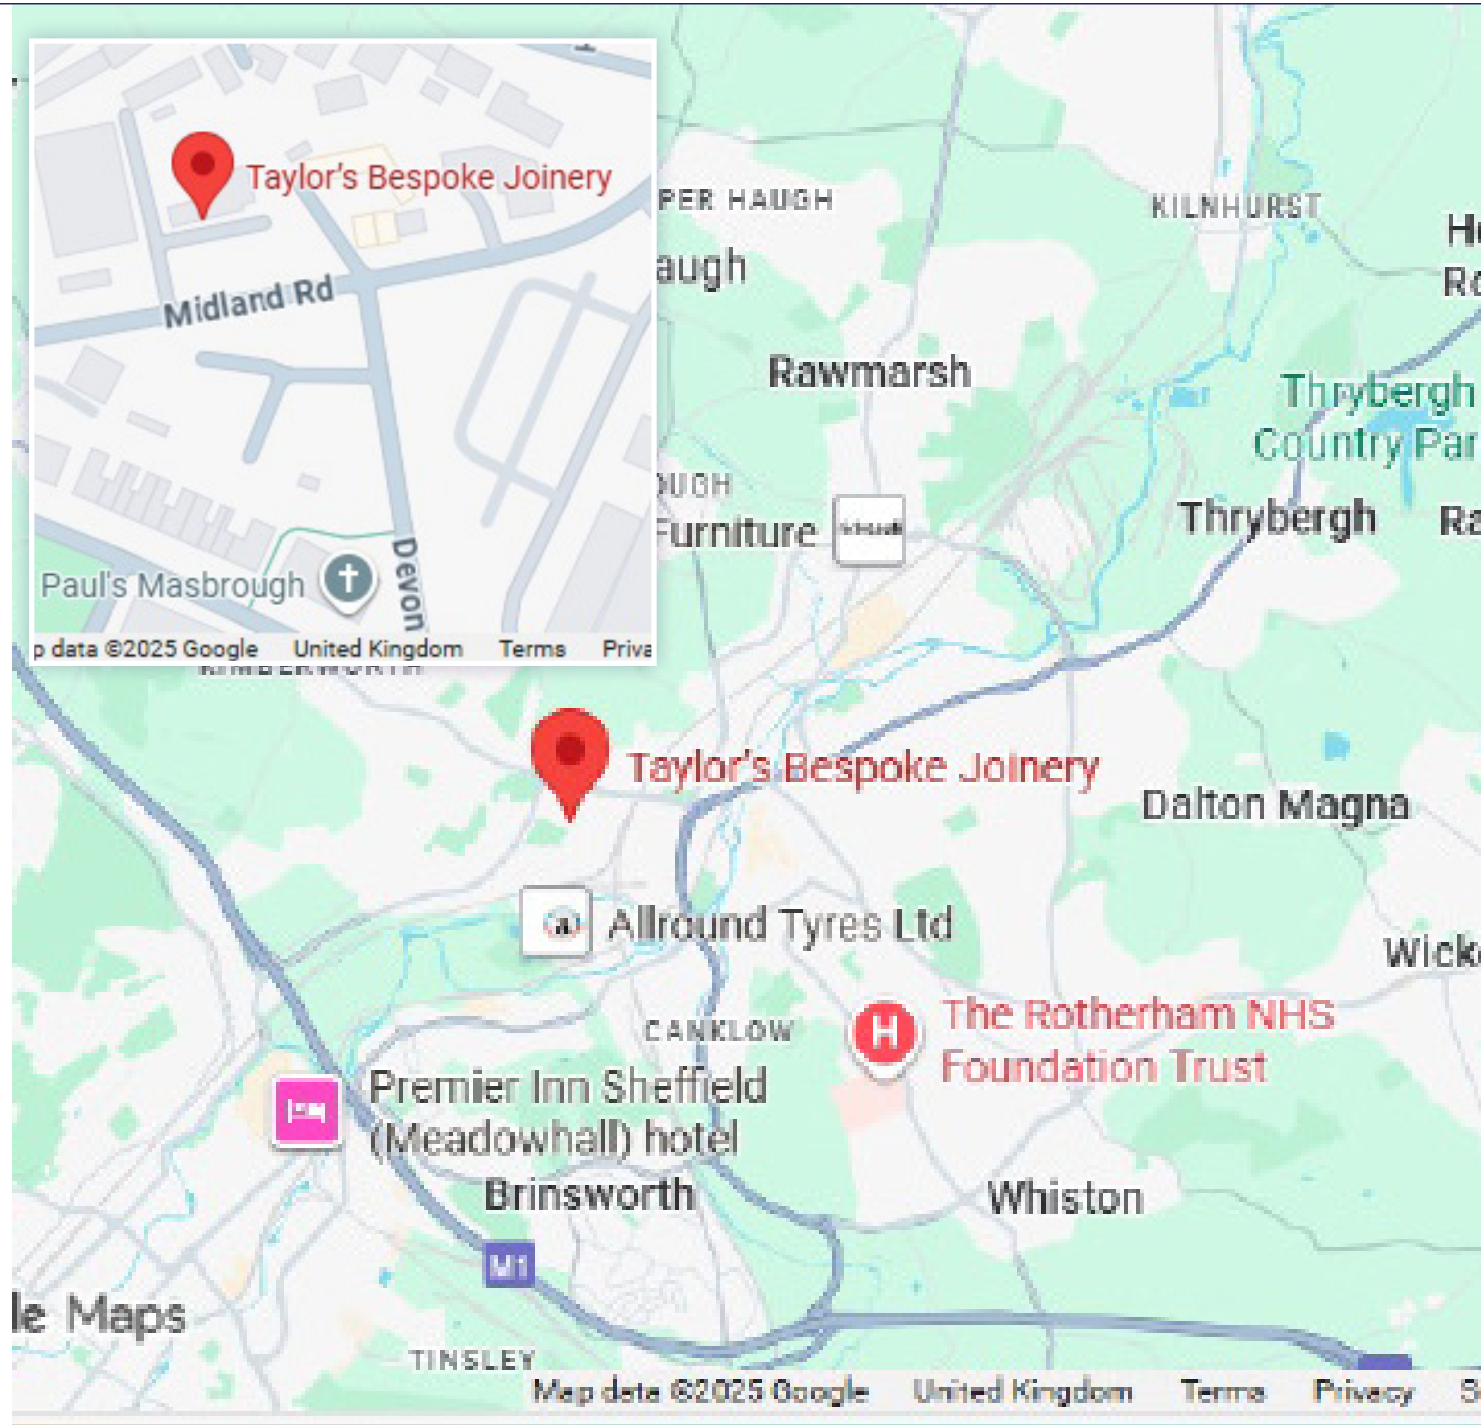 Taylor's Bespoke Joinery
Midland Rd
Devon
Paul's Masbrough
data ©2025 Google United Kingdom Terms
PER HAUGH
KILNHURST
augh
Rawmarsh
Thrybergh
Country Par
OUGH
Furniture
Thrybergh
Ra
KIMBERWORTH
Taylor's Bespoke Joinery
Dalton Magna
Allround Tyres Ltd
Wick
CANKLOW
The Rotherham NHS
Foundation Trust
Premier Inn Sheffield
(Meadowhall) hotel
Brinsworth
Whiston
M1
le Maps
TINSLEY
Map data ©2025 Google United Kingdom Terms Privacy